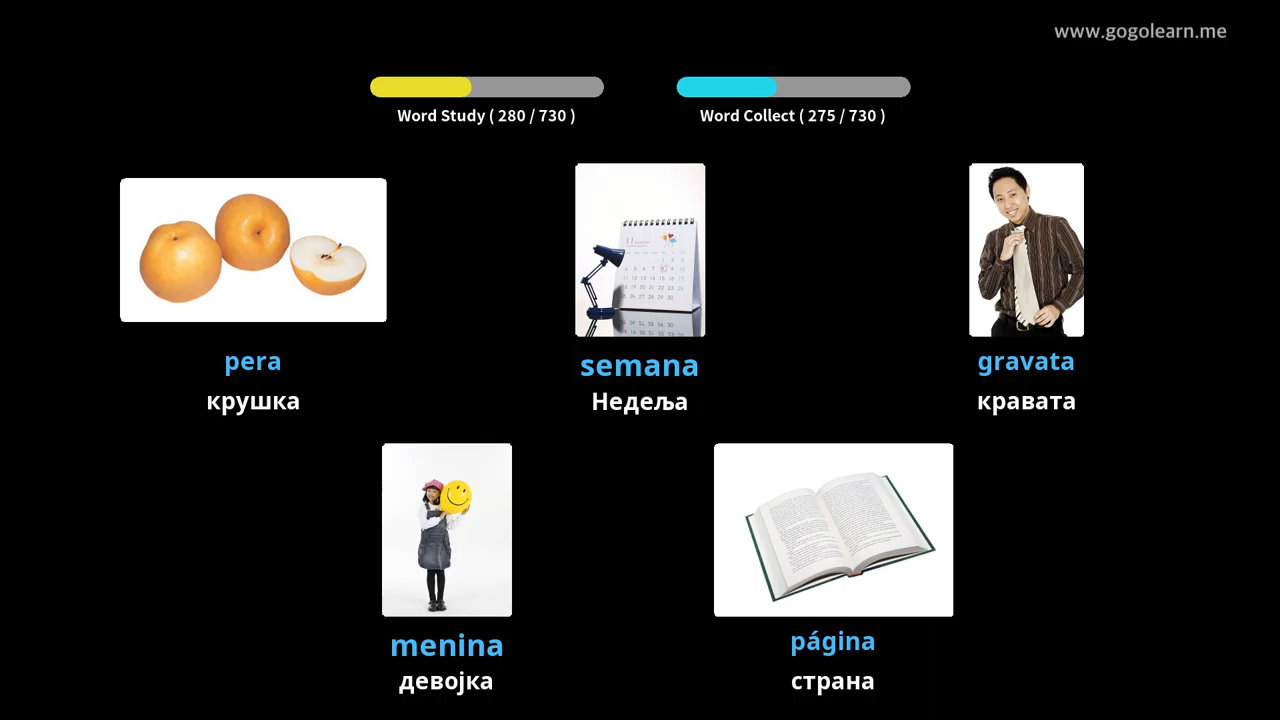 www.gogolearn.me
Word Study ( 280 / 730 )
Word Collect ( 275 / 730 )
pera
крушка
semana
Недеља
gravata
кравата
menina
девојка
página
страна